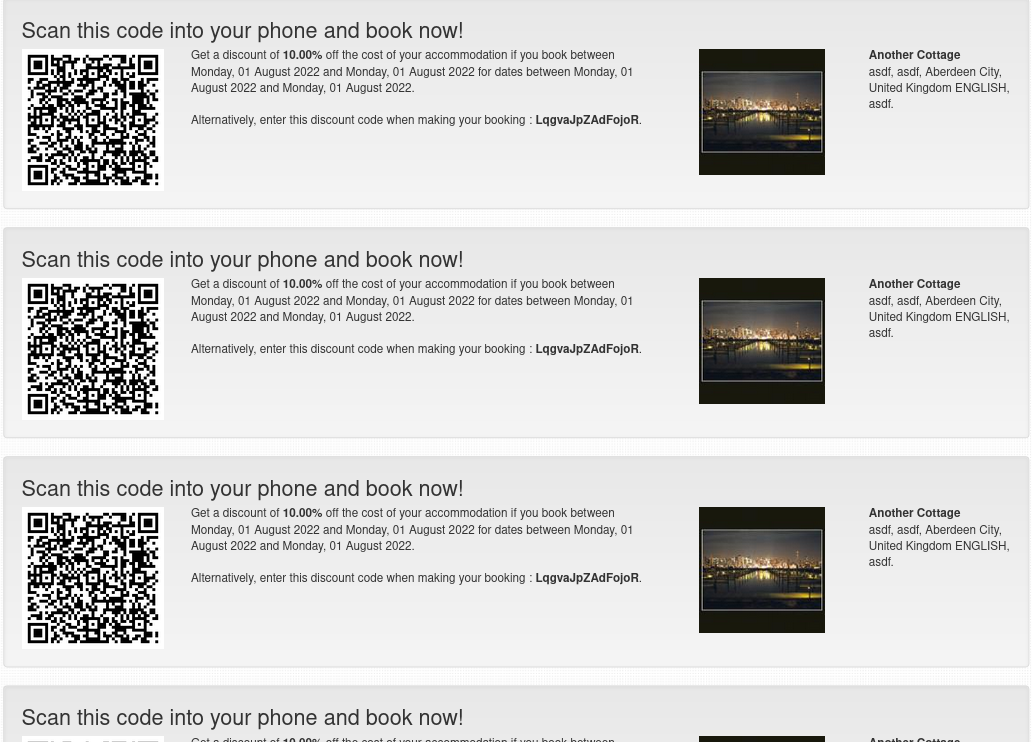 Scan this code into your phone and book now!
Get a discount of 10.00% off the cost of your accommodation if you book between
Monday, 01 August 2022 and Monday, 01 August 2022 for dates between Monday, 01
August 2022 and Monday, 01 August 2022.
Alternatively, enter this discount code when making your booking : LqgvaJpZAdFojoR.
Another Cottage
asdf, asdf, Aberdeen City,
United Kingdom ENGLISH,
asdf.
Scan this code into your phone and book now!
Get a discount of 10.00% off the cost of your accommodation if you book between
Monday, 01 August 2022 and Monday, 01 August 2022 for dates between Monday, 01
August 2022 and Monday, 01 August 2022.
Alternatively, enter this discount code when making your booking : LqgvaJpZAdFojoR.
Another Cottage
asdf, asdf, Aberdeen City,
United Kingdom ENGLISH,
asdf.
Scan this code into your phone and book now!
Get a discount of 10.00% off the cost of your accommodation if you book between
Monday, 01 August 2022 and Monday, 01 August 2022 for dates between Monday, 01
August 2022 and Monday, 01 August 2022.
Alternatively, enter this discount code when making your booking : LqgvaJpZAdFojoR.
Another Cottage
asdf, asdf, Aberdeen City,
United Kingdom ENGLISH,
asdf.
Scan this code into your phone and book now!
Get a discount of 10.00% off the cost of your accommodation if you book between
Another Cottage